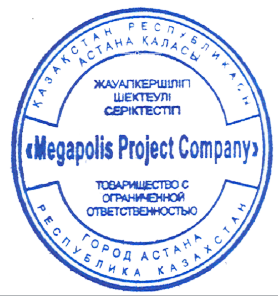 ҚАЗАҚСТАН РЕСПУБЛИКАСЫ
АСТАНА ҚАЛАСЫ
ЖАУАПКЕРШІЛІГІ
ШЕКТЕУЛІ
СЕРІКТЕСТІГІ
«Megapolis Project Company»
ТОВАРИЩЕСТВО С
ОГРАНИЧЕННОЙ
ОТВЕТСТВЕННОСТЬЮ
ГОРОД АСТАНА
РЕСПУБЛИКА КАЗАХСТАН